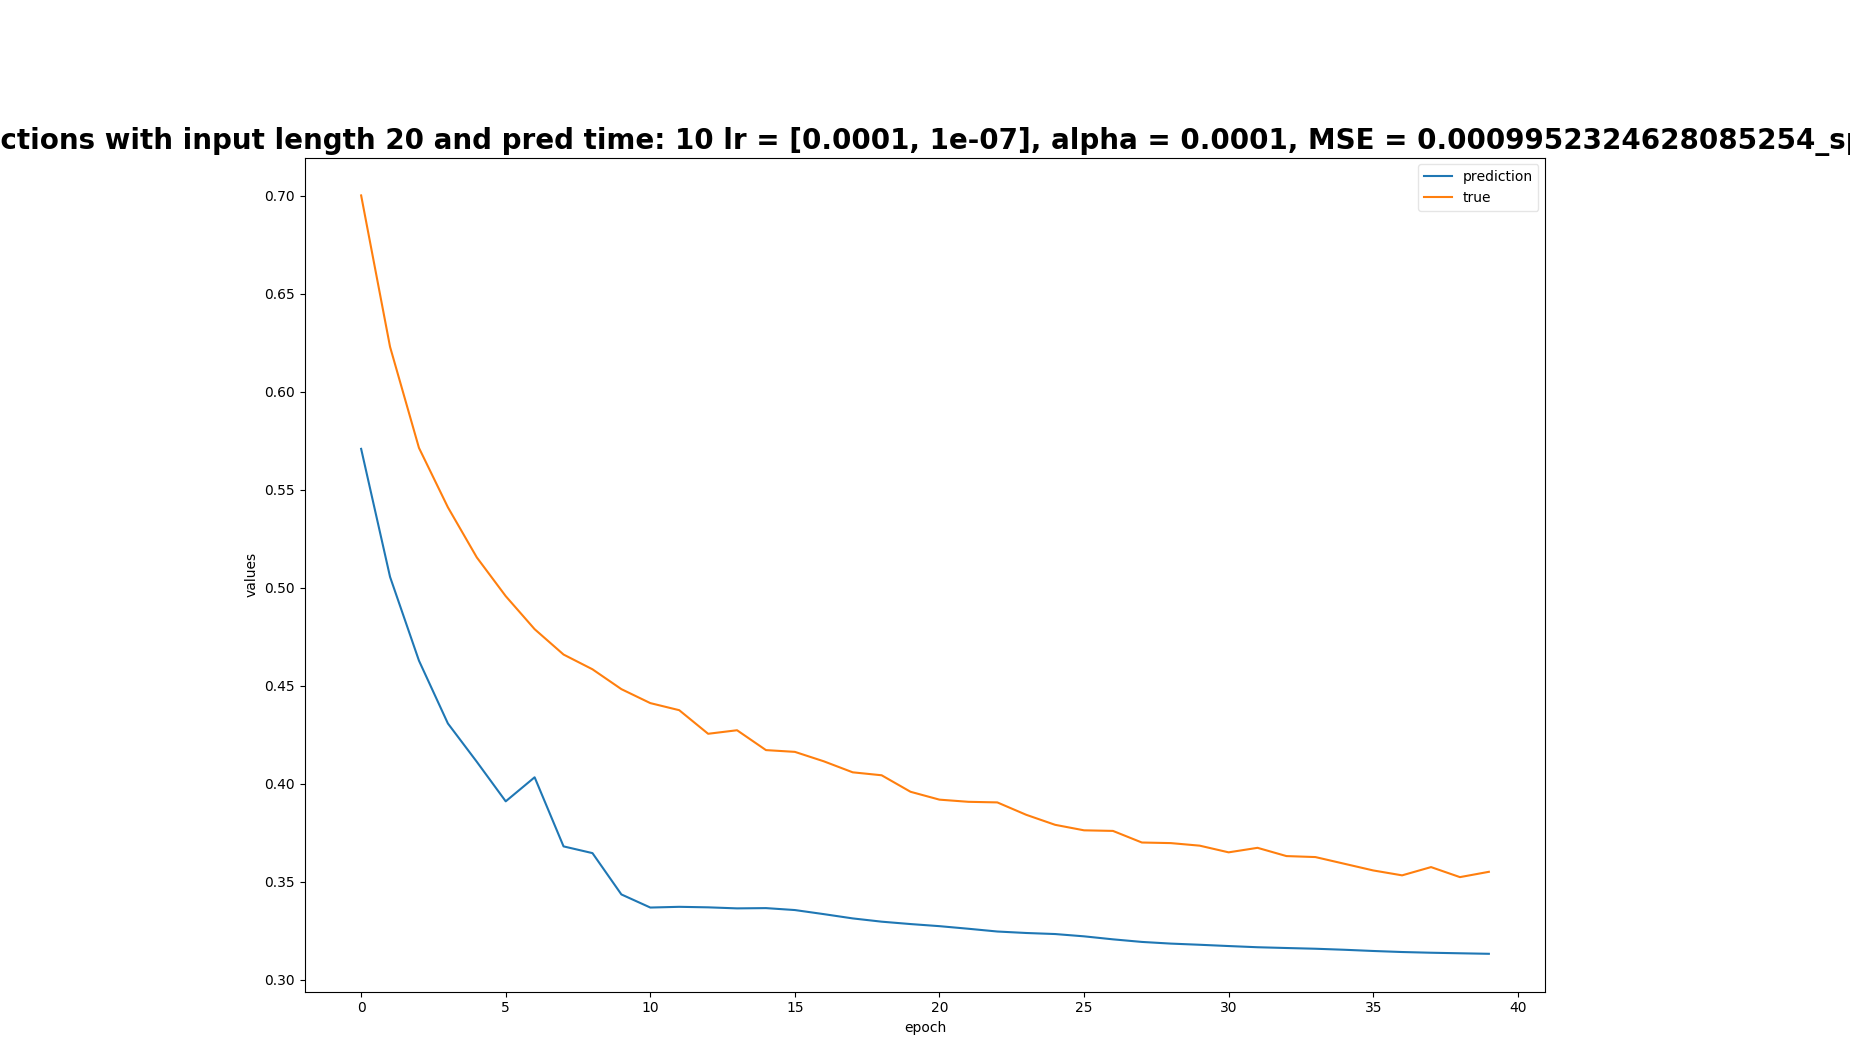 ctions with input length 20 and pred time: 10 lr = [0.0001, 1e-07], alpha = 0.0001, MSE = 0.0009952324628085254_sp
prediction
true
0.70
0.65
0.60
0.55
0.50
0.45
0.40
0.35
0.30
values
0 5 10 15 20 25 30 35 40
epoch